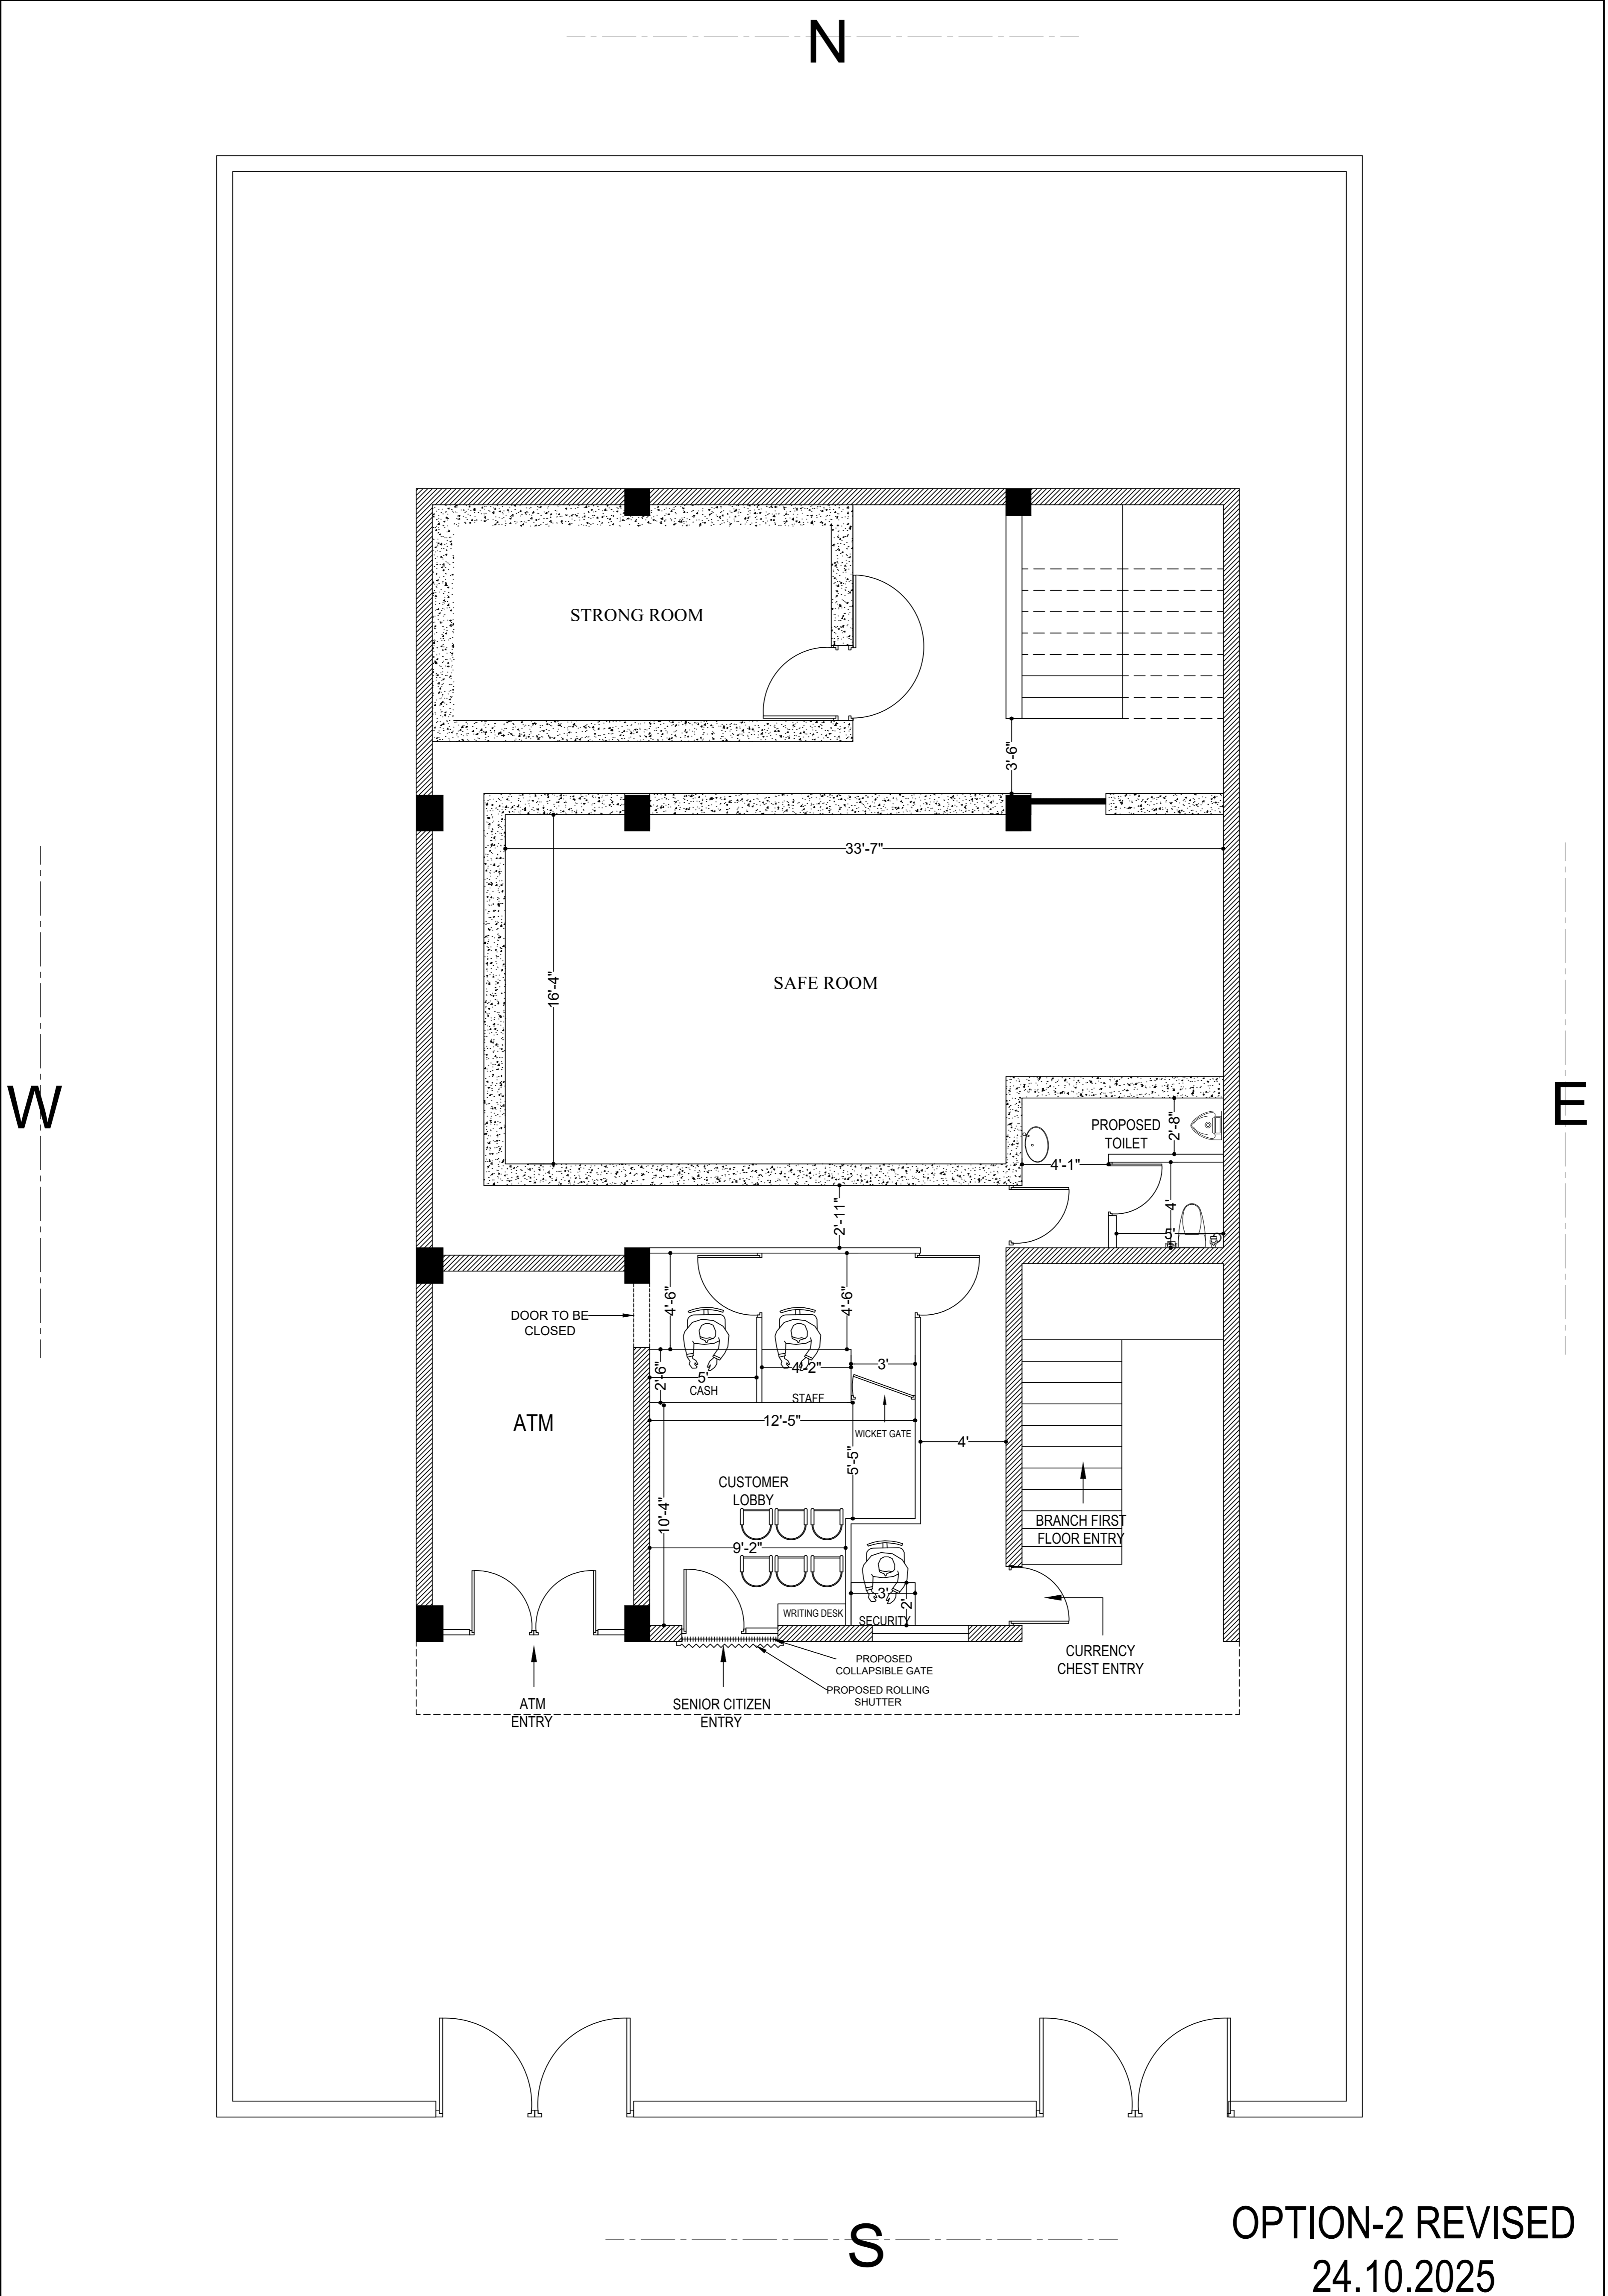 N
STRONG ROOM
3'-6"
33'-7"
16'-4"
SAFE ROOM
W
E
PROPOSED
TOILET
2'-8"
4'-1"
2'-11"
4'
5'
4'-6"
4'-6"
DOOR TO BE
CLOSED
2'-6"
5'
4'-2"
3'
CASH
STAFF
12'-5"
ATM
WICKET GATE
4'
5'-5"
CUSTOMER
LOBBY
10'-4"
BRANCH FIRST
FLOOR ENTRY
9'-2"
3'
2'
WRITING DESK
SECURITY
PROPOSED
COLLAPSIBLE GATE
CURRENCY
CHEST ENTRY
PROPOSED ROLLING
SHUTTER
ATM
ENTRY
SENIOR CITIZEN
ENTRY
OPTION-2 REVISED
S
24.10.2025